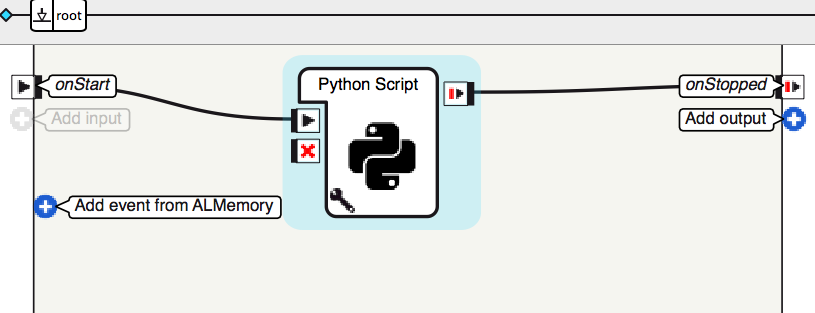 root
onStart
Python Script
onStopped
Add input
Add output
Add event from ALMemory